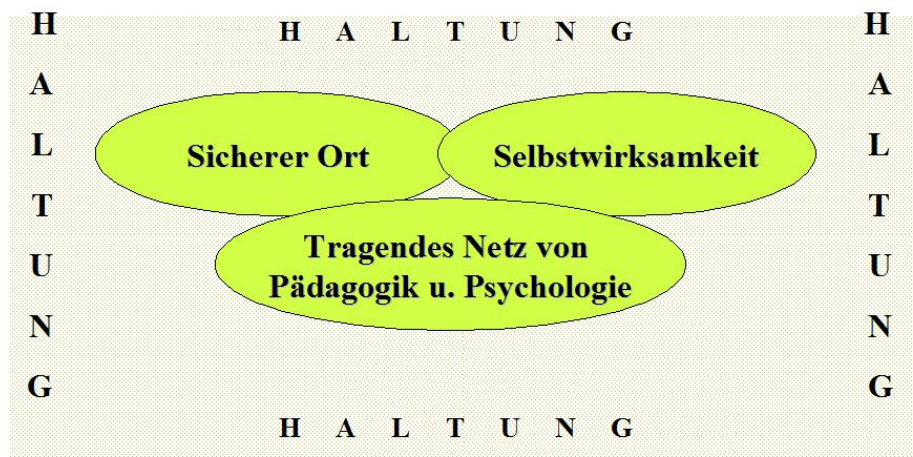 H A L T U N G
H
A
L
T
U
N
G
H
A
L
T
U
N
G
Sicherer Ort
Selbstwirksamkeit
Tragendes Netz von
Pädagogik u. Psychologie
H A L T U N G